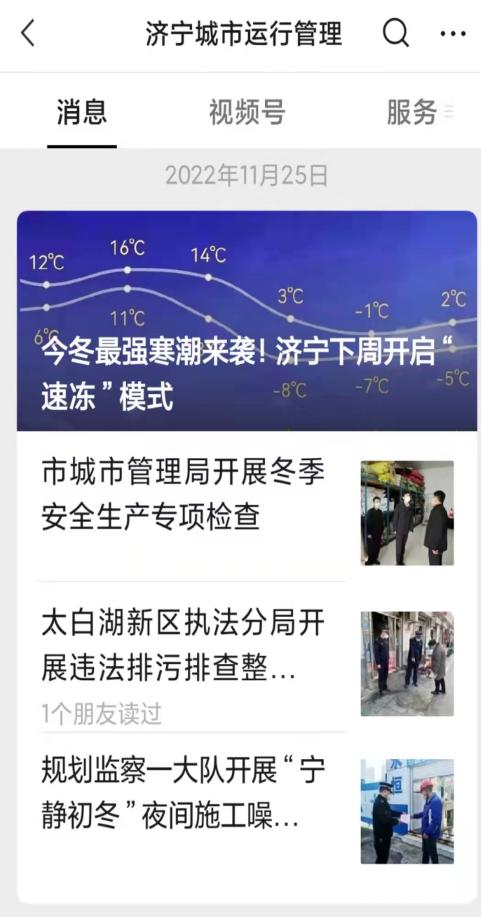 济宁城市运行管理
消息
视频号
服务
2022年11月25日
12℃
16℃
14℃
3℃
-1℃
2℃
6℃
11℃
-8℃
-7℃
-5℃
今冬最强寒潮来袭!济宁下周开启“
速冻”模式
市城市管理局开展冬季
安全生产专项检查
太白湖新区执法分局开
展违法排污排查整...
1个朋友读过
规划监察一大队开展“宁
静初冬”夜间施工噪...
恒